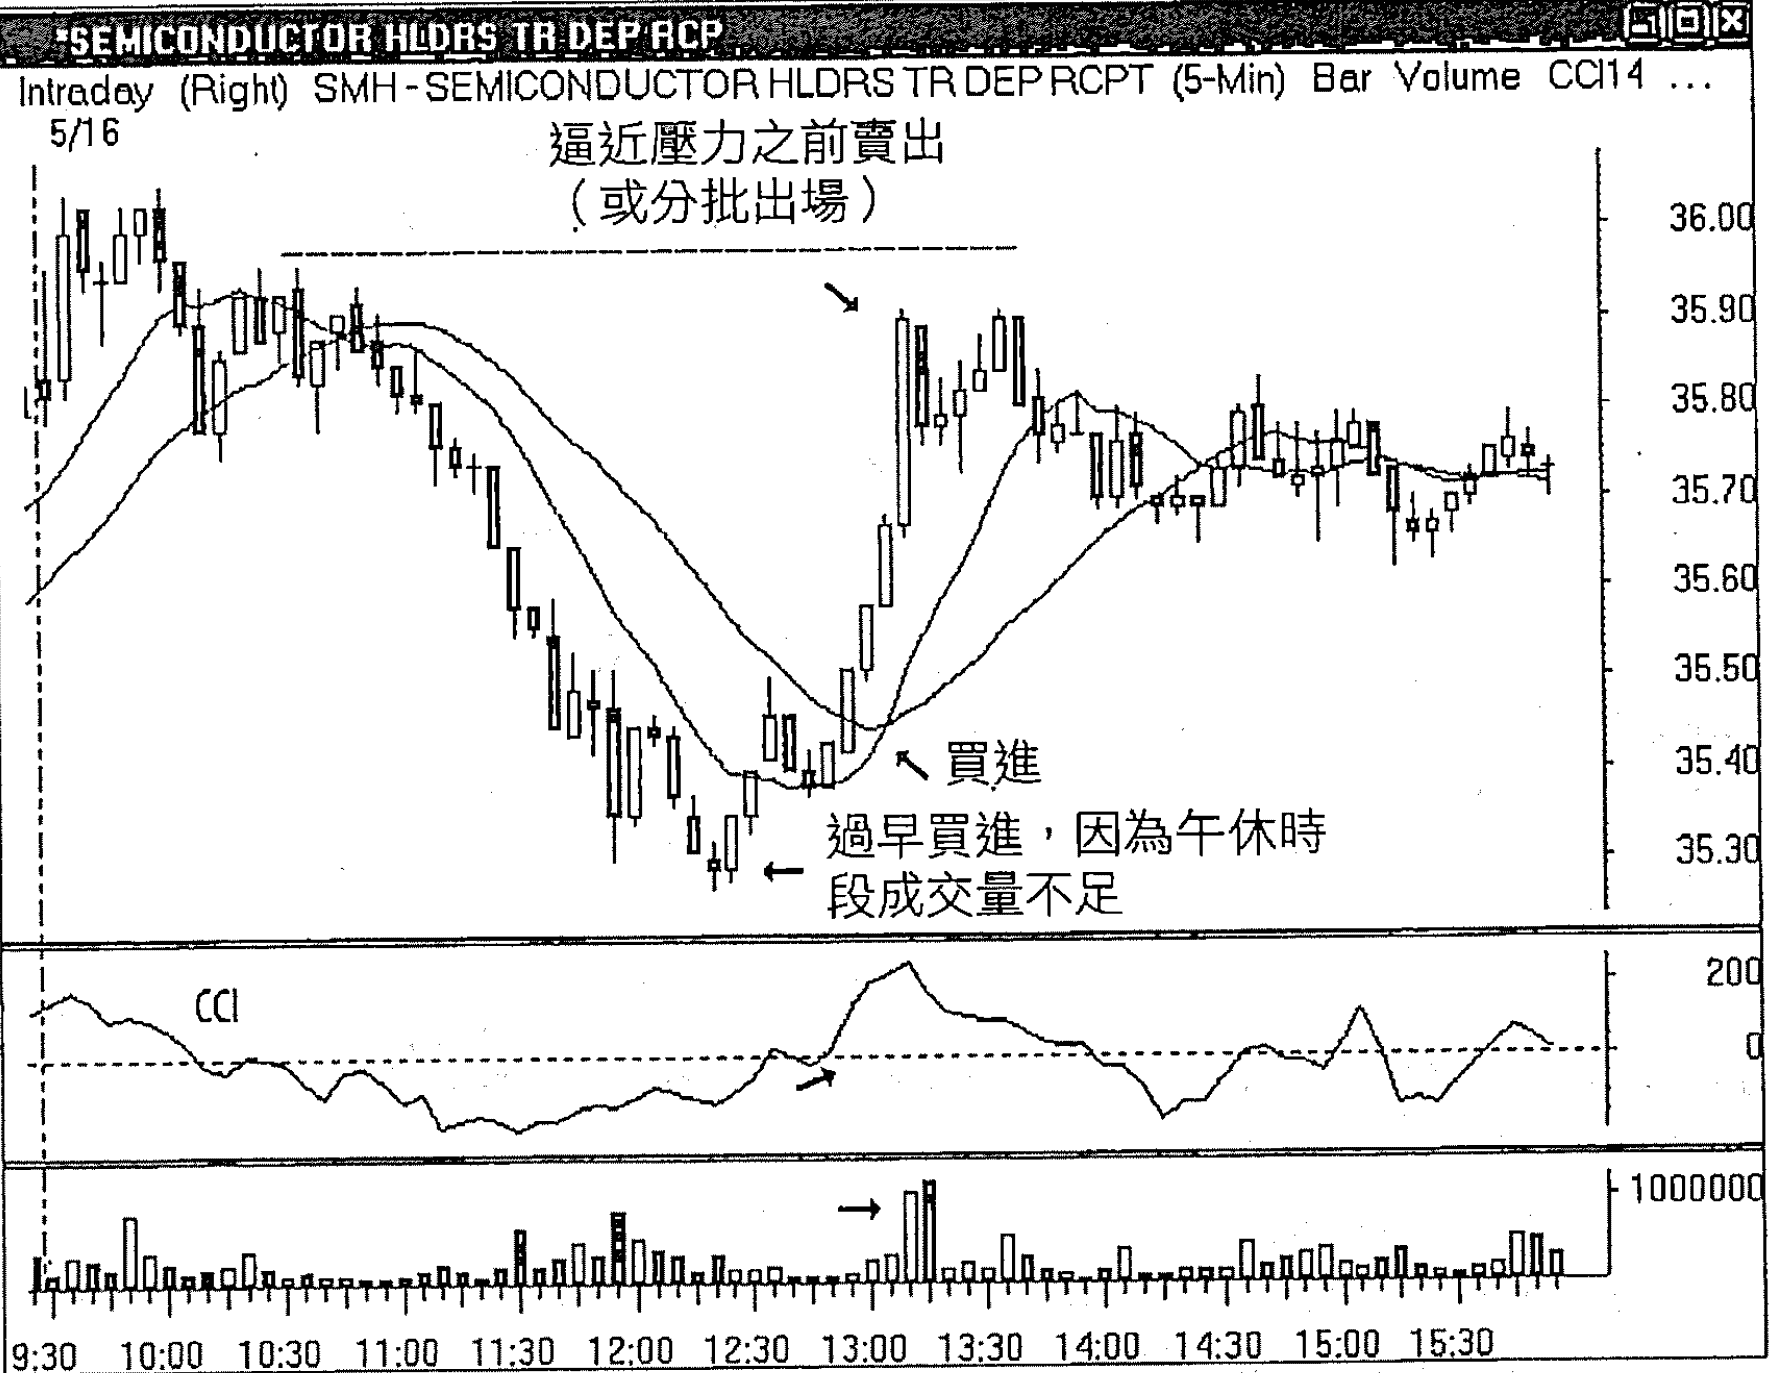 *SEMICONDUCTOR HLDRS TR DEP RCP
Intraday (Right) SMH-SEMICONDUCTOR HLDRS TR DEP RCPT (5-Min) Bar Volume CCI14 ...
5/16
逼近壓力之前賣出
（或分批出場）
36.00
35.90
35.80
35.70
35.60
35.50
35.40
35.30
買進
過早買進，因為午休時
段成交量不足
CCI
200
0
1000000
9:30 10:00 10:30 11:00 11:30 12:00 12:30 13:00 13:30 14:00 14:30 15:00 15:30